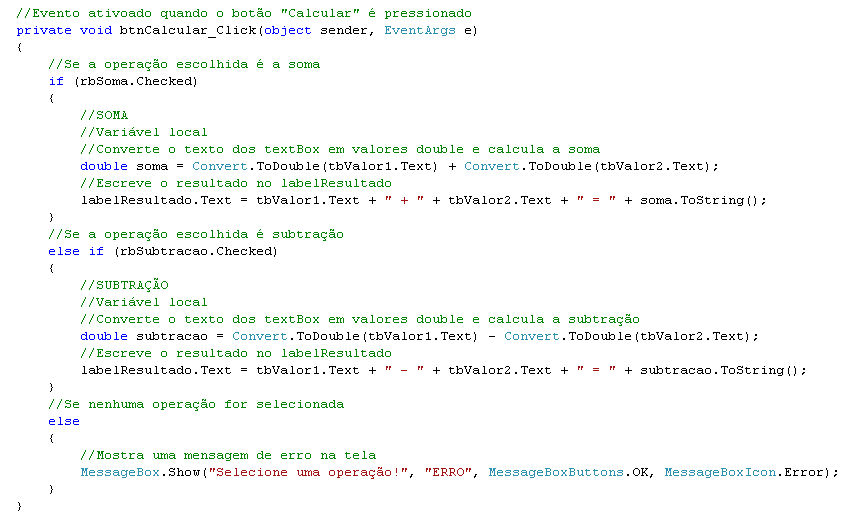 //Evento ativoado quando o botão "Calcular" é pressionado
private void btnCalcular_Click(object sender, EventArgs e)
{
    //Se a operação escolhida é a soma
    if (rbSoma.Checked)
    {
        //SOMA
        //Variável local
        //Converte o texto dos textBox em valores double e calcula a soma
        double soma = Convert.ToDouble(tbValor1.Text) + Convert.ToDouble(tbValor2.Text);
        //Escreve o resultado no labelResultado
        labelResultado.Text = tbValor1.Text + " + " + tbValor2.Text + " = " + soma.ToString();
    }
    //Se a operação escolhida é subtração
    else if (rbSubtracao.Checked)
    {
        //SUBTRAÇÃO
        //Variável local
        //Converte o texto dos textBox em valores double e calcula a subtração
        double subtracao = Convert.ToDouble(tbValor1.Text) - Convert.ToDouble(tbValor2.Text);
        //Escreve o resultado no labelResultado
        labelResultado.Text = tbValor1.Text + " - " + tbValor2.Text + " = " + subtracao.ToString();
    }
    //Se nenhuma operação for selecionada
    else
    {
        //Mostra uma mensagem de erro na tela
        MessageBox.Show("Selecione uma operação!", "ERRO", MessageBoxButtons.OK, MessageBoxIcon.Error);
    }
}